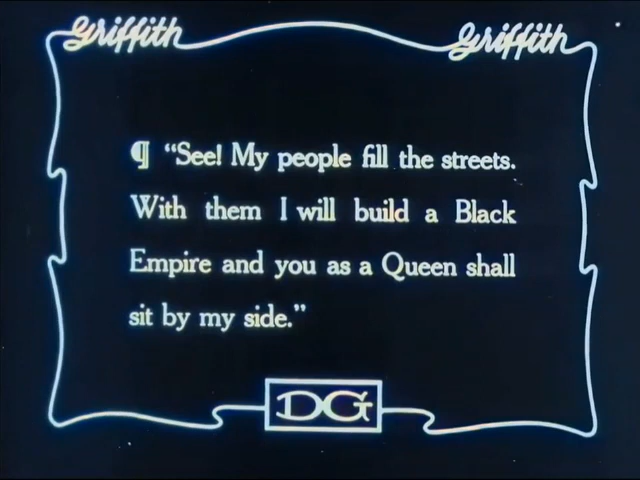 Griffith Griffith
¶ “See! My people fill the streets.
With them I will build a Black
Empire and you as a Queen shall
sit by my side.”
DG